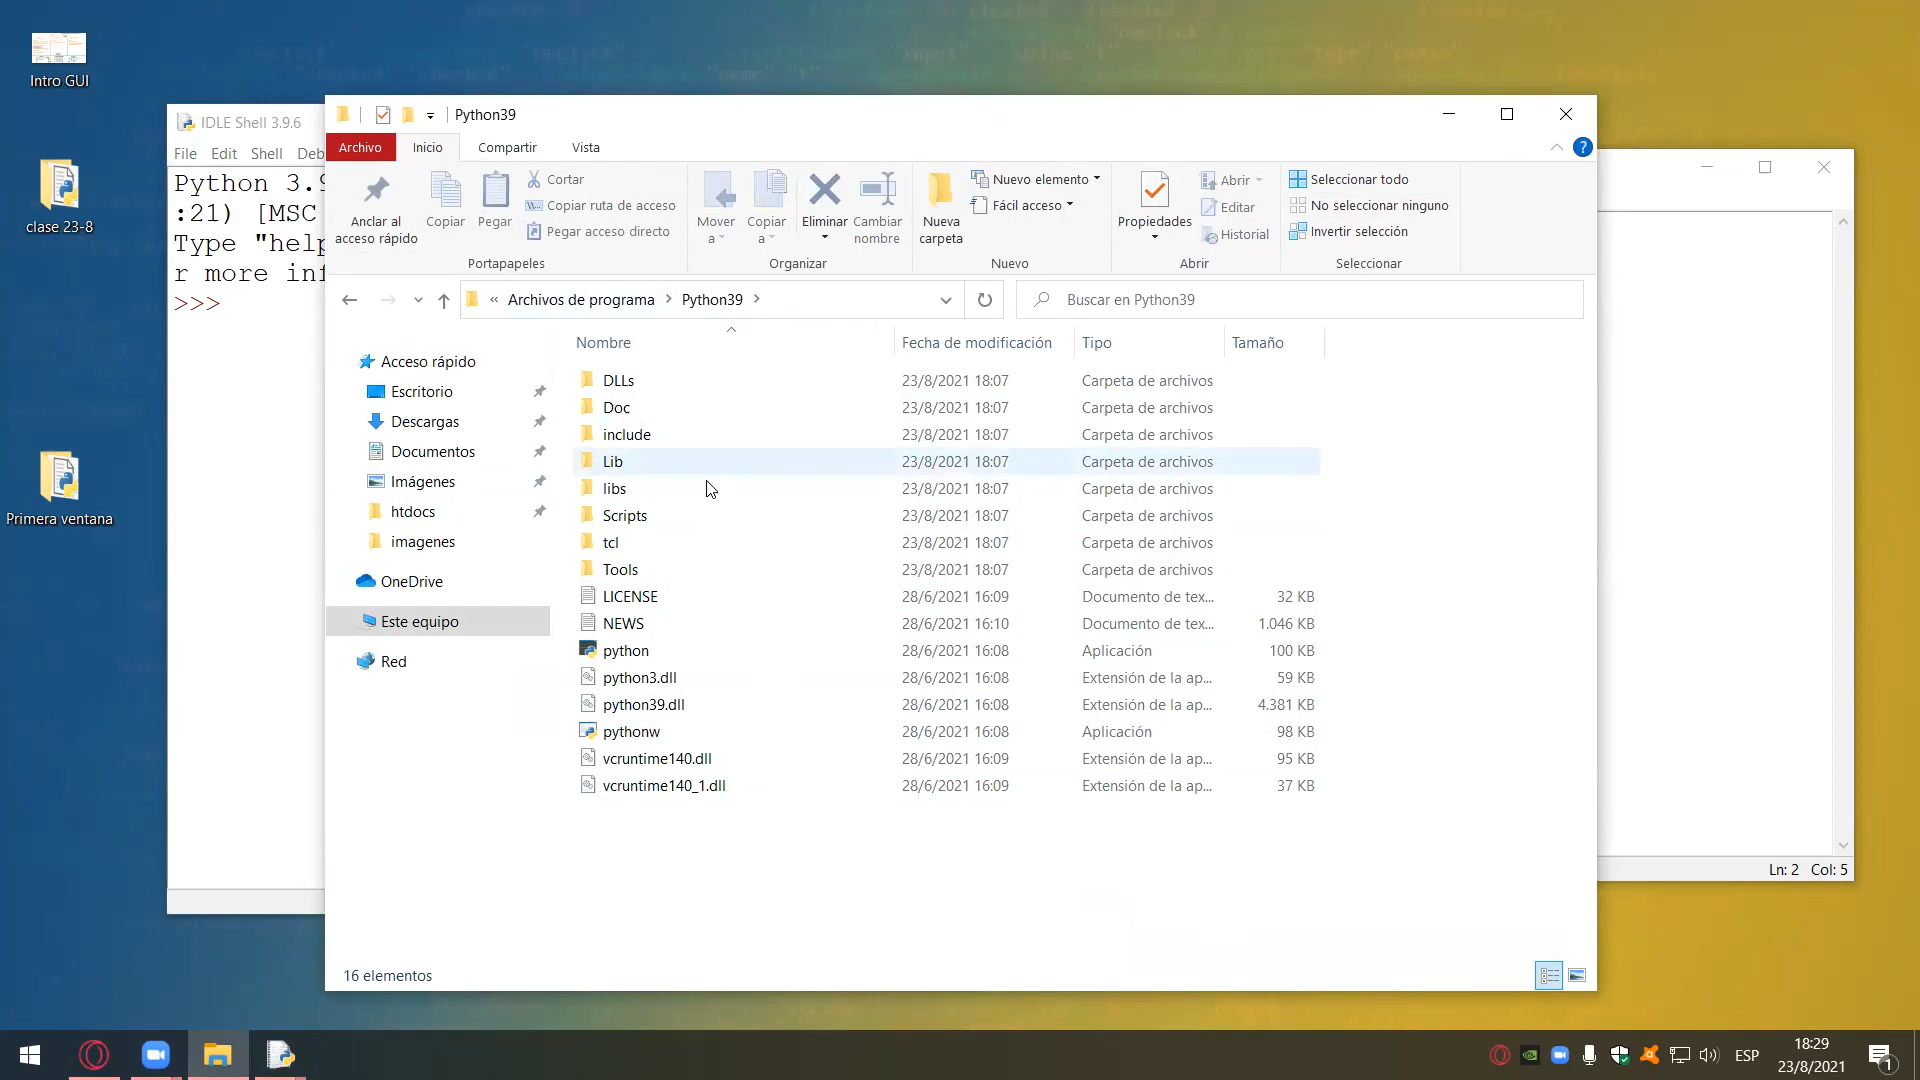 Intro GUI
clase 23-8
Primera ventana
IDLE Shell 3.9.6
File Edit Shell Deb
Python 3.9
:21) [MSC
Type "help
r more inf
>>>
Python39
Archivo Inicio Compartir Vista
Anclar al
acceso rápido
Copiar
Pegar
Cortar
Copiar ruta de acceso
Pegar acceso directo
Portapapeles
Mover
a
Copiar
a
Eliminar
Cambiar
nombre
Organizar
Nueva
carpeta
Nuevo elemento
Fácil acceso
Nuevo
Propiedades
Abrir
Editar
Historial
Abrir
Seleccionar todo
No seleccionar ninguno
Invertir selección
Seleccionar
« Archivos de programa > Python39 >
Buscar en Python39
Acceso rápido
Escritorio
Descargas
Documentos
Imágenes
htdocs
imagenes
OneDrive
Este equipo
Red
Nombre Fecha de modificación Tipo Tamaño
DLLs 23/8/2021 18:07 Carpeta de archivos
Doc 23/8/2021 18:07 Carpeta de archivos
include 23/8/2021 18:07 Carpeta de archivos
Lib 23/8/2021 18:07 Carpeta de archivos
libs 23/8/2021 18:07 Carpeta de archivos
Scripts 23/8/2021 18:07 Carpeta de archivos
tcl 23/8/2021 18:07 Carpeta de archivos
Tools 23/8/2021 18:07 Carpeta de archivos
LICENSE 28/6/2021 16:09 Documento de tex... 32 KB
NEWS 28/6/2021 16:10 Documento de tex... 1.046 KB
python 28/6/2021 16:08 Aplicación 100 KB
python3.dll 28/6/2021 16:08 Extensión de la ap... 59 KB
python39.dll 28/6/2021 16:08 Extensión de la ap... 4.381 KB
pythonw 28/6/2021 16:08 Aplicación 98 KB
vcruntime140.dll 28/6/2021 16:09 Extensión de la ap... 95 KB
vcruntime140_1.dll 28/6/2021 16:09 Extensión de la ap... 37 KB
16 elementos
Ln: 2 Col: 5
ESP
18:29
23/8/2021
1